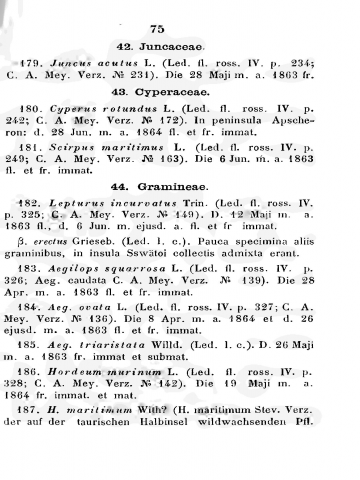 75
42. Juncaceae.
179. Juncus acutus L. (Led. fl. ross. IV. p. 234;
C. A. Mey. Verz. № 231). Die 28 Maji m. a. 1863 fr.
43. Cyperaceae.
180. Cyperus rotundus L. (Led. fl. ross. IV. p.
242; C. A. Mey. Verz. № 172). In peninsula Apsche-
ron: d. 28 Jun. m. a. 1864 fl. et fr. immat.
181. Scirpus maritimus L. (Led. fl. ross. IV. p.
249; C. A. Mey. Verz. № 163). Die 6 Jun. m. a. 1863
fl. et fr. immat.
44. Gramineae.
182. Lepturus incurvatus Trin. (Led. fl. ross. IV.
p. 325; C. A. Mey. Verz. № 149). D. 12 Maji m. a.
1863 fl., d. 6 Jun. m. ejusd. a. fl. et fr immat.
β. erectus Griseb. (Led. l. c.). Pauca specimina aliis
graminibus, in insula Sswätoi collectis admixta erant.
183. Aegilops squarrosa L. (Led. fl. ross. IV. p.
326; Aeg. caudata C. A. Mey. Verz. № 139). Die 28
Apr. m. a. 1863 fl. et fr. immat.
184. Aeg. ovata L. (Led. fl. ross. IV. p. 327; C. A.
Mey. Verz. № 136). Die 8 Apr. m. a. 1864 et d. 26
ejusd. m. a. 1863 fl. et fr. immat.
185. Aeg. triaristata Willd. (Led. l. c.). D. 26 Maji
m. a. 1863 fr. immat et submat.
186. Hordeum murinum L. (Led. fl. ross. IV. p.
328; C. A. Mey. Verz. № 142). Die 19 Maji m. a.
1864 fr. immat. et mat.
187. H. maritimum With? (H. maritimum Stev. Verz.
der auf der taurischen Halbinsel wildwachsenden Pfl.